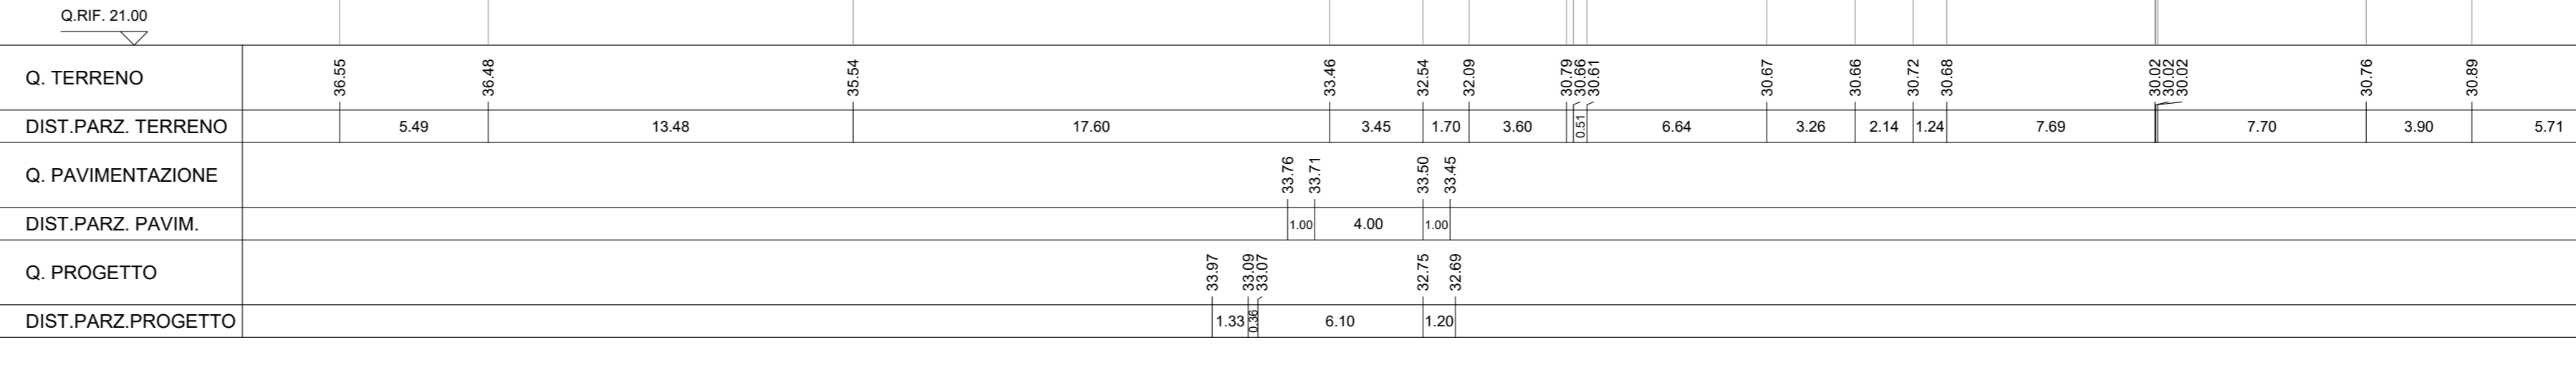 Q.RIF. 21.00
Q. TERRENO 36.55 36.48 35.54 33.46 32.54 32.09 30.79 30.66 30.61 30.67 30.66 30.72 30.68 30.02 30.02 30.02 30.76 30.89
DIST.PARZ. TERRENO 5.49 13.48 17.60 3.45 1.70 3.60 0.51 6.64 3.26 2.14 1.24 7.69 7.70 3.90 5.71
Q. PAVIMENTAZIONE 33.76 33.71 33.50 33.45
DIST.PARZ. PAVIM. 1.00 4.00 1.00
Q. PROGETTO 33.97 33.09 33.07 32.75 32.69
DIST.PARZ.PROGETTO 1.33 0.36 6.10 1.20